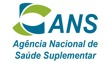 ANS
Agência Nacional de
Saúde Suplementar